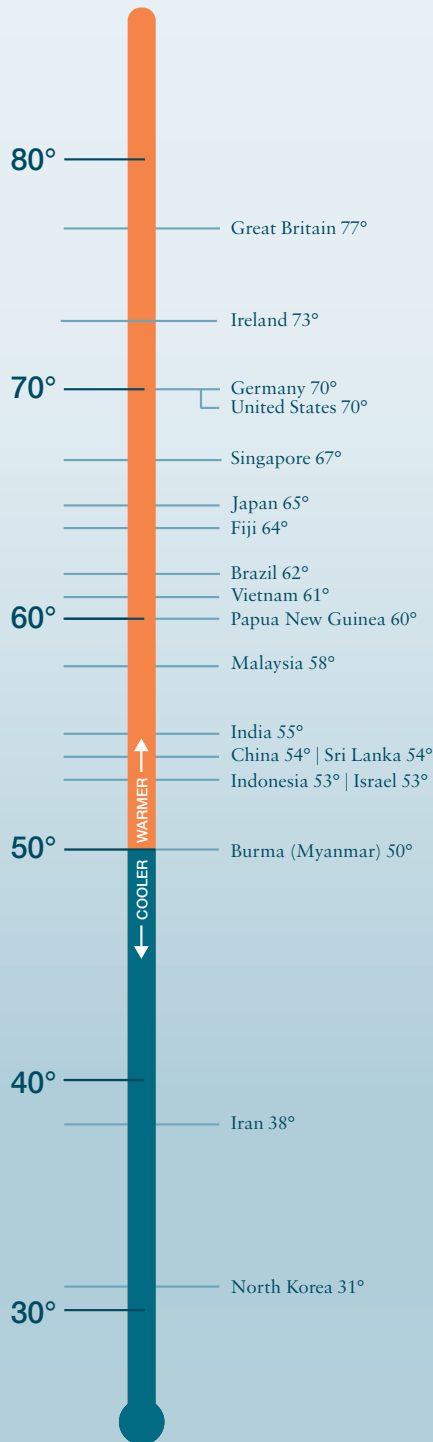 80°
Great Britain 77°
Ireland 73°
70°
Germany 70°
United States 70°
Singapore 67°
Japan 65°
Fiji 64°
Brazil 62°
Vietnam 61°
60°
Papua New Guinea 60°
Malaysia 58°
India 55°
China 54° | Sri Lanka 54°
Indonesia 53° | Israel 53°
WARMER
50°
Burma (Myanmar) 50°
COOLER
40°
Iran 38°
North Korea 31°
30°